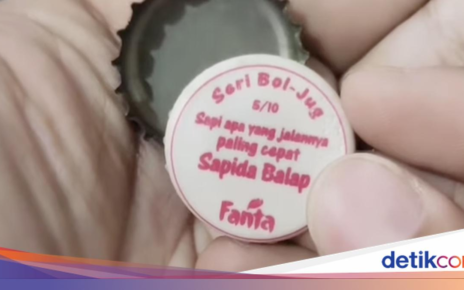 Seri Bol-Jug
5/10
Sapi apa yang jalannya
paling cepat
Sapida Balap
Fanta
detikcom